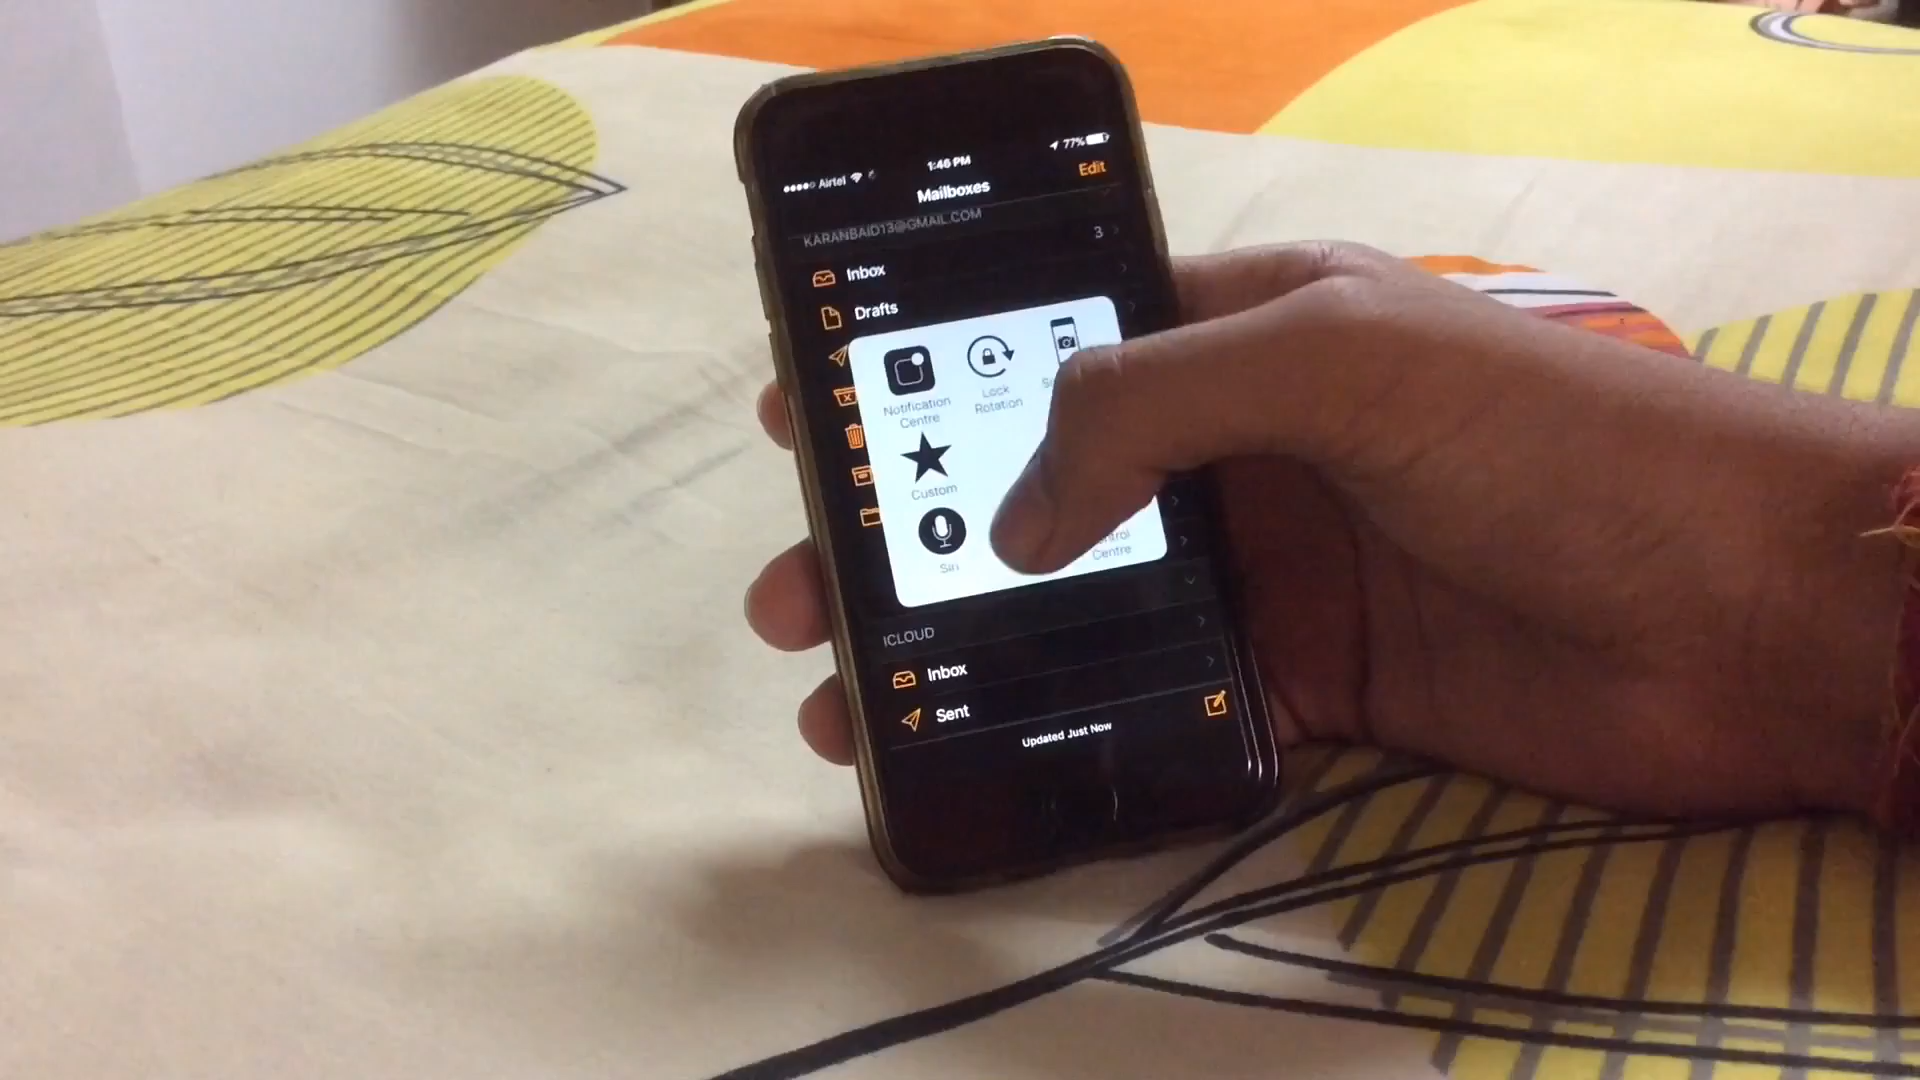 Airtel 1:46 PM 77%
Mailboxes Edit
KARANBAID13@GMAIL.COM
3
Inbox
Drafts
Notification
Centre
Lock
Rotation
Custom
Siri
Centre
ICLOUD
Inbox
Sent
Updated Just Now